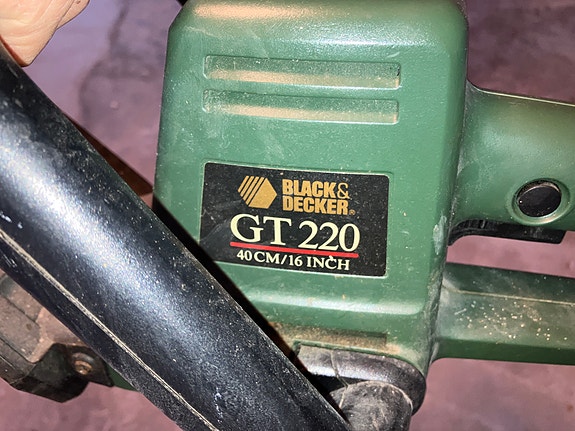 BLACK&
DECKER®
GT 220
40 CM/16 INCH